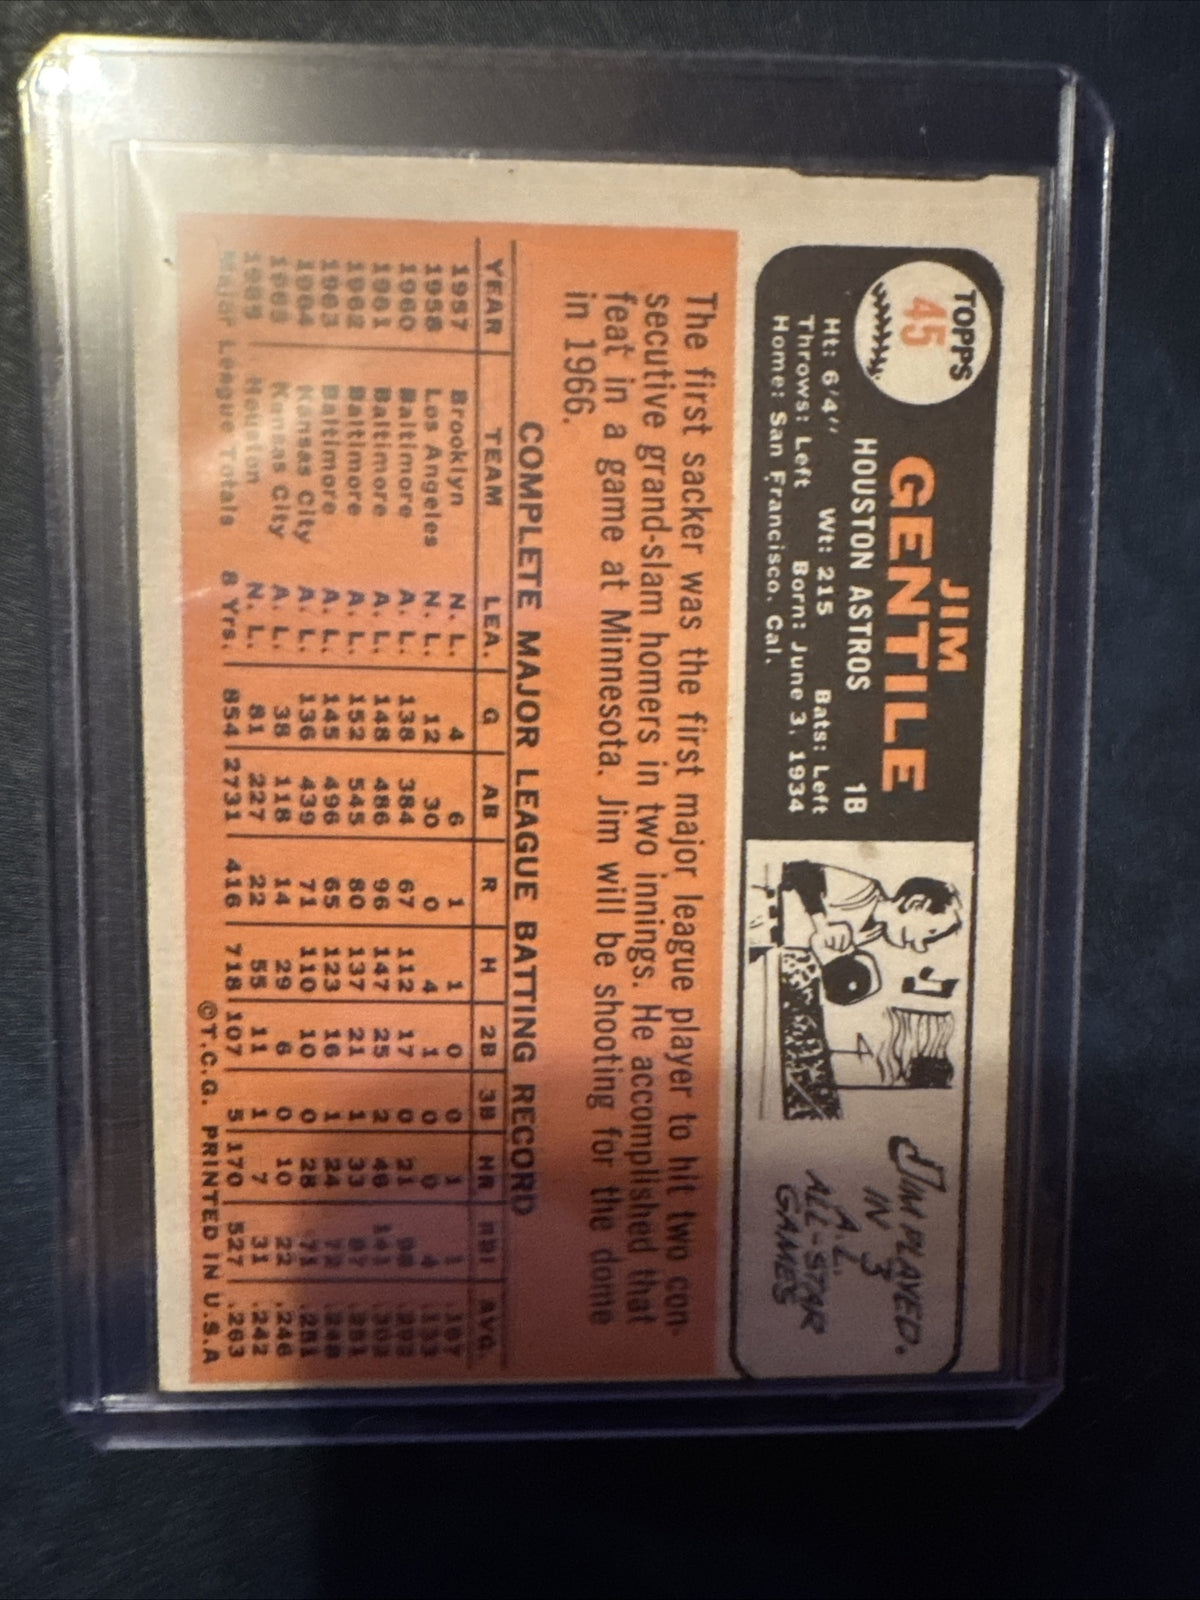 TOPPS
45
JIM
GENTILE
HOUSTON ASTROS 1B
Ht: 6'4" Wt: 215 Bats: Left
Throws: Left Born: June 3, 1934
Home: San Francisco, Cal.
JIM PLAYED
IN 3
A.L.
ALL-STAR
GAMES
The first sacker was the first major league player to hit two con-
secutive grand-slam homers in two innings. He accomplished that
feat in a game at Minnesota. Jim will be shooting for the dome
in 1966.
COMPLETE MAJOR LEAGUE BATTING RECORD
YEAR TEAM LEA. G AB R H 2B 3B HR RBI AVG.
1957 Brooklyn N. L. 4 6 1 1 0 0 1 1 .167
1958 Los Angeles N. L. 12 30 0 4 1 0 0 4 .133
1960 Baltimore A. L. 138 384 67 112 17 0 21 98 .292
1961 Baltimore A. L. 148 486 96 147 25 2 46 141 .302
1962 Baltimore A. L. 152 545 80 137 21 1 33 87 .251
1963 Baltimore A. L. 145 496 65 123 16 1 24 72 .248
1964 Kansas City A. L. 136 439 71 110 10 0 28 71 .251
1965 Kansas City A. L. 38 118 14 29 6 0 10 22 .246
1965 Houston N. L. 81 227 22 55 11 1 7 31 .242
Major League Totals 8 Yrs. 854 2731 416 718 107 5 170 527 .263
©T.C.G. PRINTED IN U.S.A